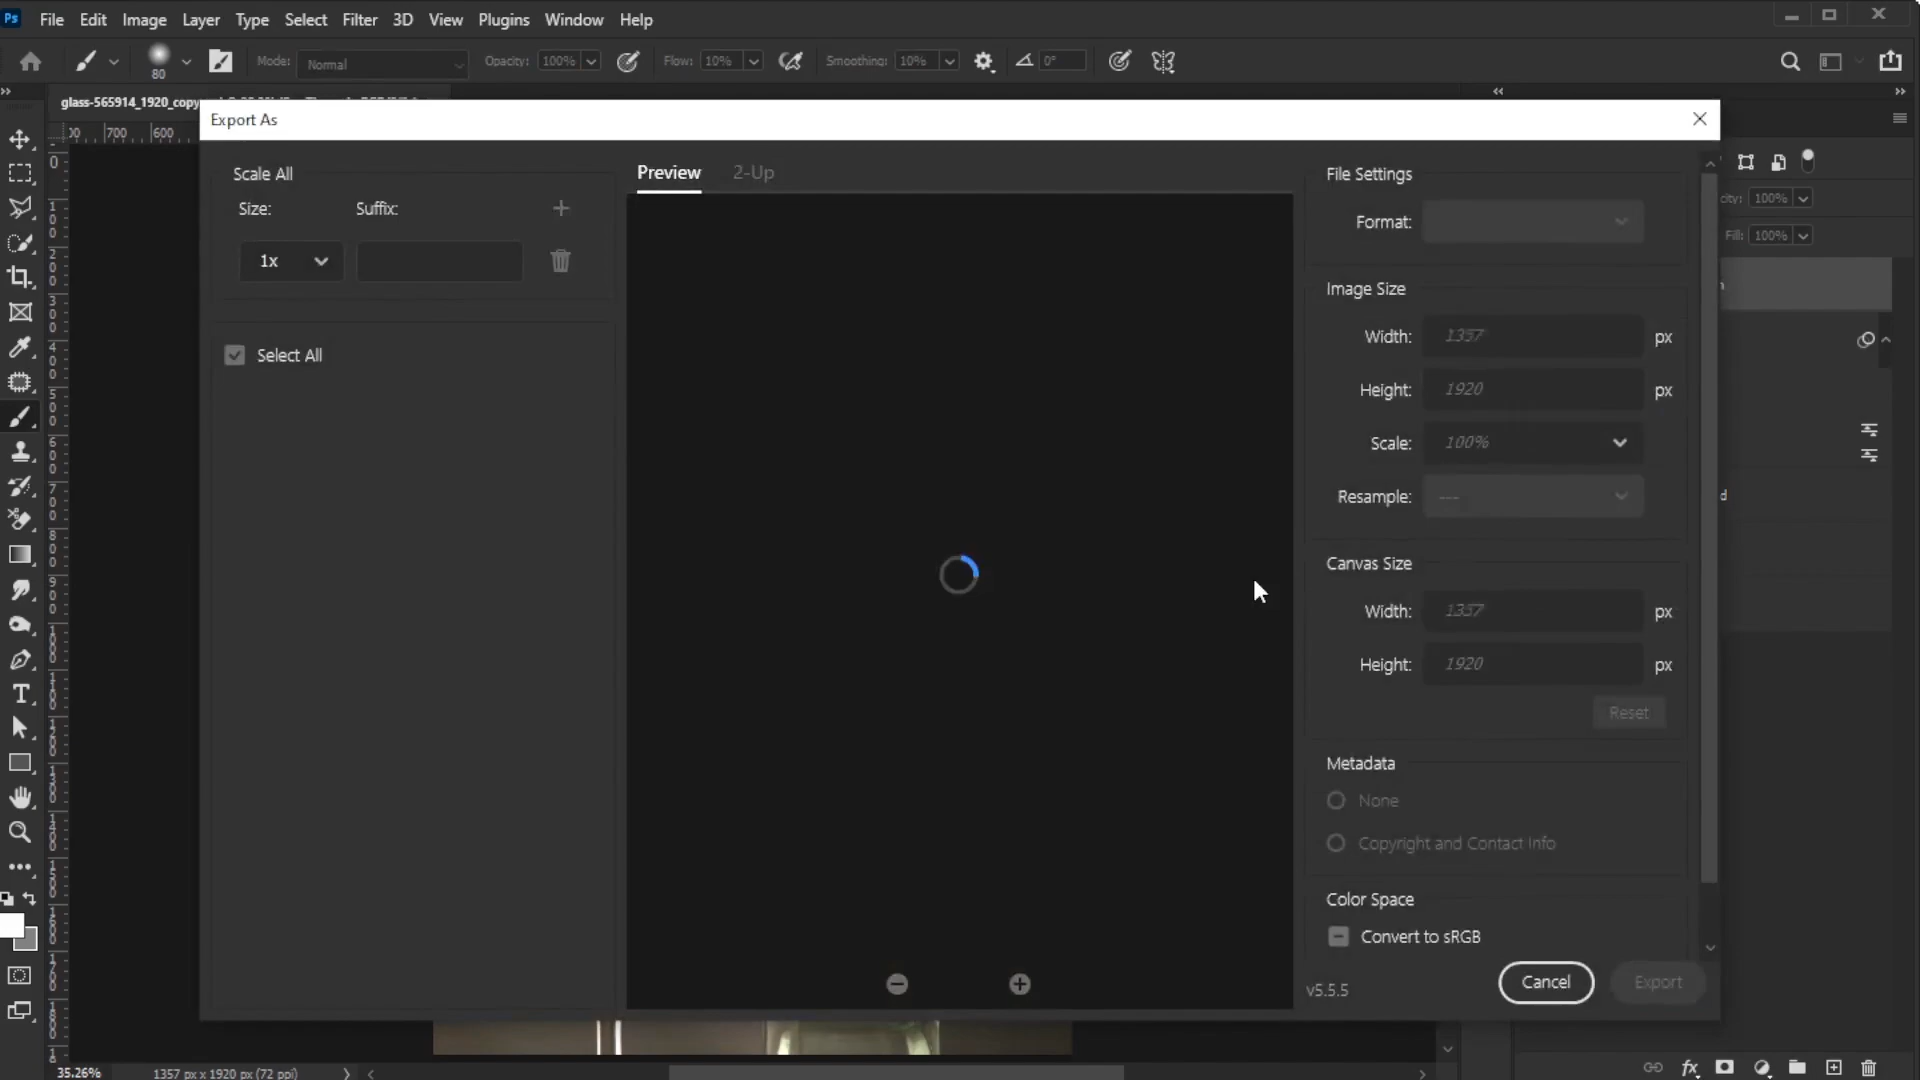 Ps File Edit Image Layer Type Select Filter 3D View Plugins Window Help
80 Mode: Normal Opacity: 100% Flow: 10% Smoothing: 10% 0°
glass-565914_1920_copy
700 600
Export As
Scale All
Size: Suffix:
1x
Select All
Preview 2-Up
File Settings
Format:
Image Size
Width: 1357 px
Height: 1920 px
Scale: 100%
Resample: ---
Canvas Size
Width: 1357 px
Height: 1920 px
Reset
Metadata
None
Copyright and Contact Info
Color Space
Convert to sRGB
v5.5.5
Cancel Export
city: 100%
Fill: 100%
35.26% 1357 px x 1920 px (72 ppi)
fx